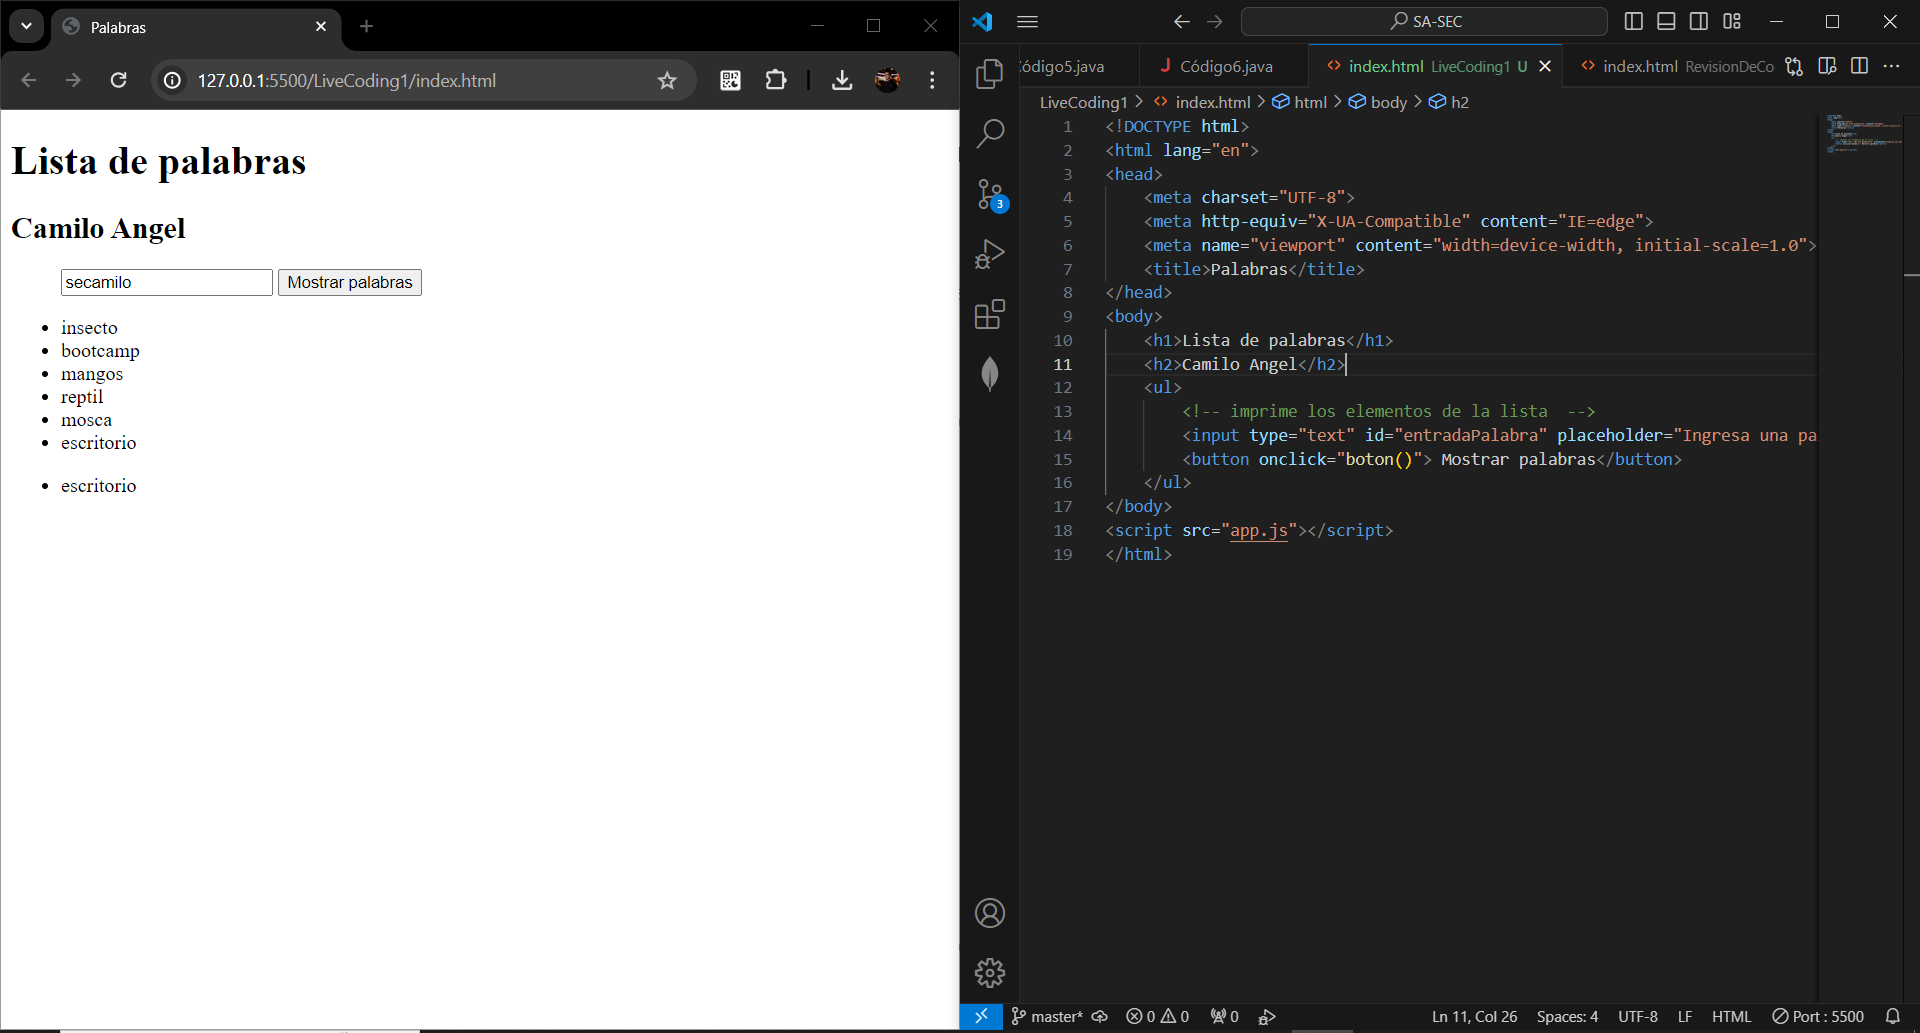 Palabras
127.0.0.1:5500/LiveCoding1/index.html
Lista de palabras
Camilo Angel
secamilo
Mostrar palabras
insecto
bootcamp
mangos
reptil
mosca
escritorio
escritorio
SA-SEC
ódigo5.java
J Código6.java
index.html LiveCoding1 U
index.html RevisionDeCo
LiveCoding1 > index.html > html > body > h2
1 <!DOCTYPE html>
2 <html lang="en">
3 <head>
4 <meta charset="UTF-8">
5 <meta http-equiv="X-UA-Compatible" content="IE=edge">
6 <meta name="viewport" content="width=device-width, initial-scale=1.0">
7 <title>Palabras</title>
8 </head>
9 <body>
10 <h1>Lista de palabras</h1>
11 <h2>Camilo Angel</h2>
12 <ul>
13 <!-- imprime los elementos de la lista  -->
14 <input type="text" id="entradaPalabra" placeholder="Ingresa una pa
15 <button onclick="boton()"> Mostrar palabras</button>
16 </ul>
17 </body>
18 <script src="app.js"></script>
19 </html>
3
master* 0 0 0 Ln 11, Col 26 Spaces: 4 UTF-8 LF HTML Port : 5500